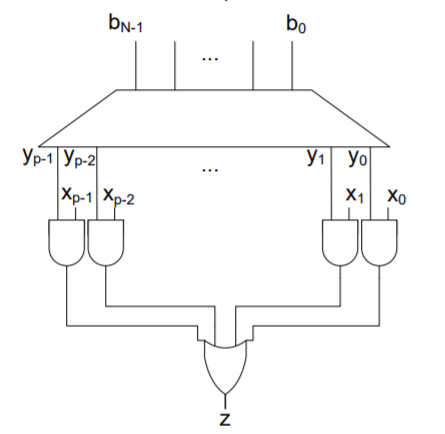 bN-1 ... b0
yp-1 yp-2 ... y1 y0
xp-1 xp-2 x1 x0
z